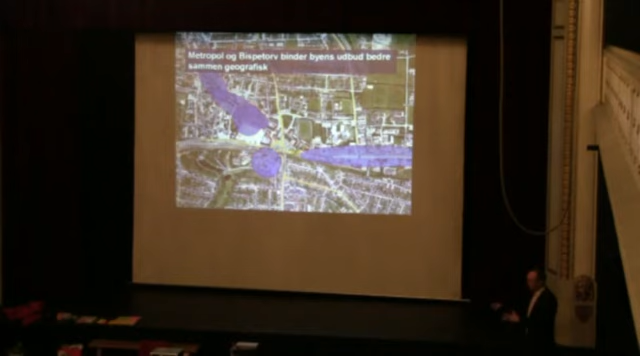 Metropol og Bispetorv binder byens udbud bedre
sammen geografisk